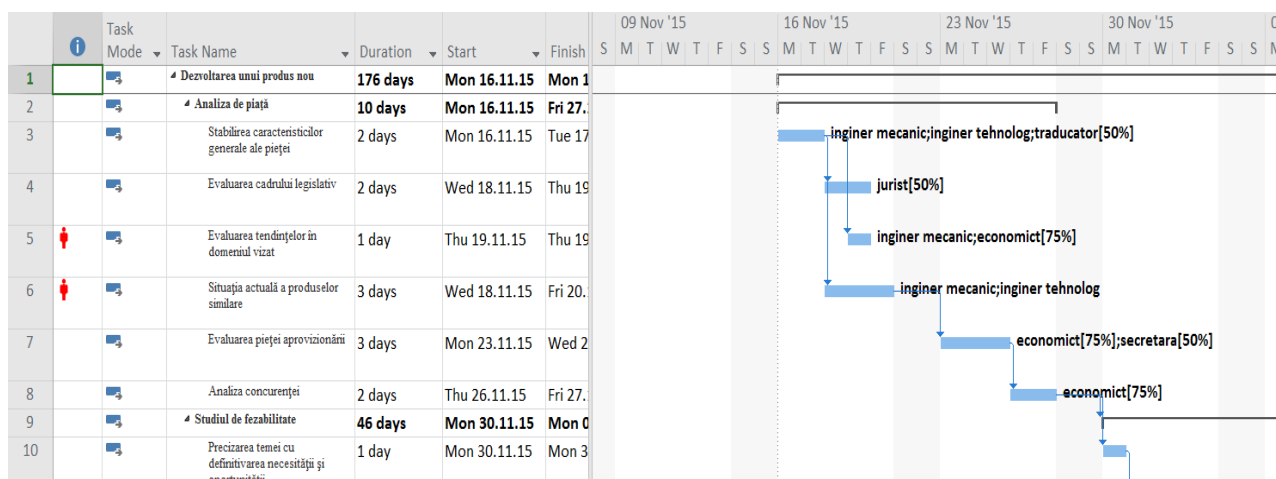 Task
Mode Task Name Duration Start Finish
09 Nov '15 16 Nov '15 23 Nov '15 30 Nov '15
S M T W T F S S M T W T F S S M T W T F S S M T W T F S S
1 Dezvoltarea unui produs nou 176 days Mon 16.11.15 Mon 1
2 Analiza de piață 10 days Mon 16.11.15 Fri 27.
3 Stabilirea caracteristicilor 2 days Mon 16.11.15 Tue 17 inginer mecanic;inginer tehnolog;traducator[50%]
generale ale pieței
4 Evaluarea cadrului legislativ 2 days Wed 18.11.15 Thu 19 jurist[50%]
5 Evaluarea tendințelor în 1 day Thu 19.11.15 Thu 19 inginer mecanic;economict[75%]
domeniul vizat
6 Situația actuală a produselor 3 days Wed 18.11.15 Fri 20. inginer mecanic;inginer tehnolog
similare
7 Evaluarea pieței aprovizionării 3 days Mon 23.11.15 Wed 2 economict[75%];secretara[50%]
8 Analiza concurenței 2 days Thu 26.11.15 Fri 27. economict[75%]
9 Studiul de fezabilitate 46 days Mon 30.11.15 Mon 0
10 Precizarea temei cu 1 day Mon 30.11.15 Mon 3
definitivarea necesității și